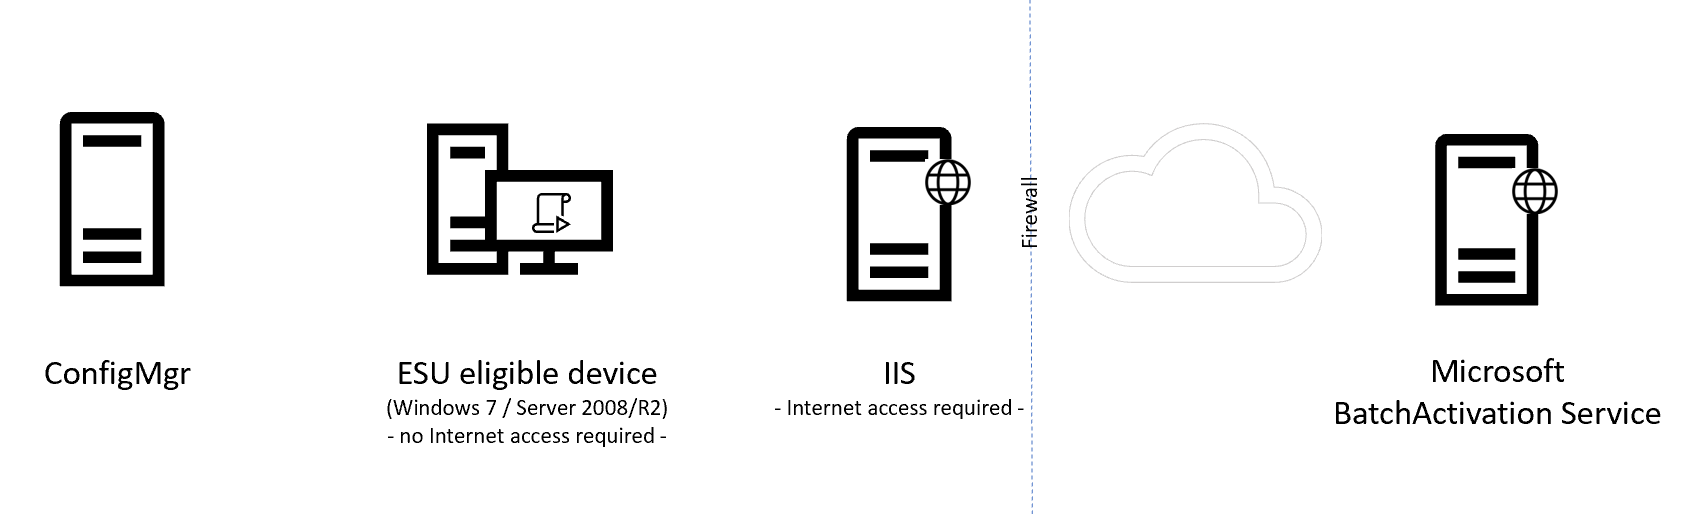 Firewall
ConfigMgr
ESU eligible device
(Windows 7 / Server 2008/R2)
- no Internet access required -
IIS
- Internet access required -
Microsoft
BatchActivation Service